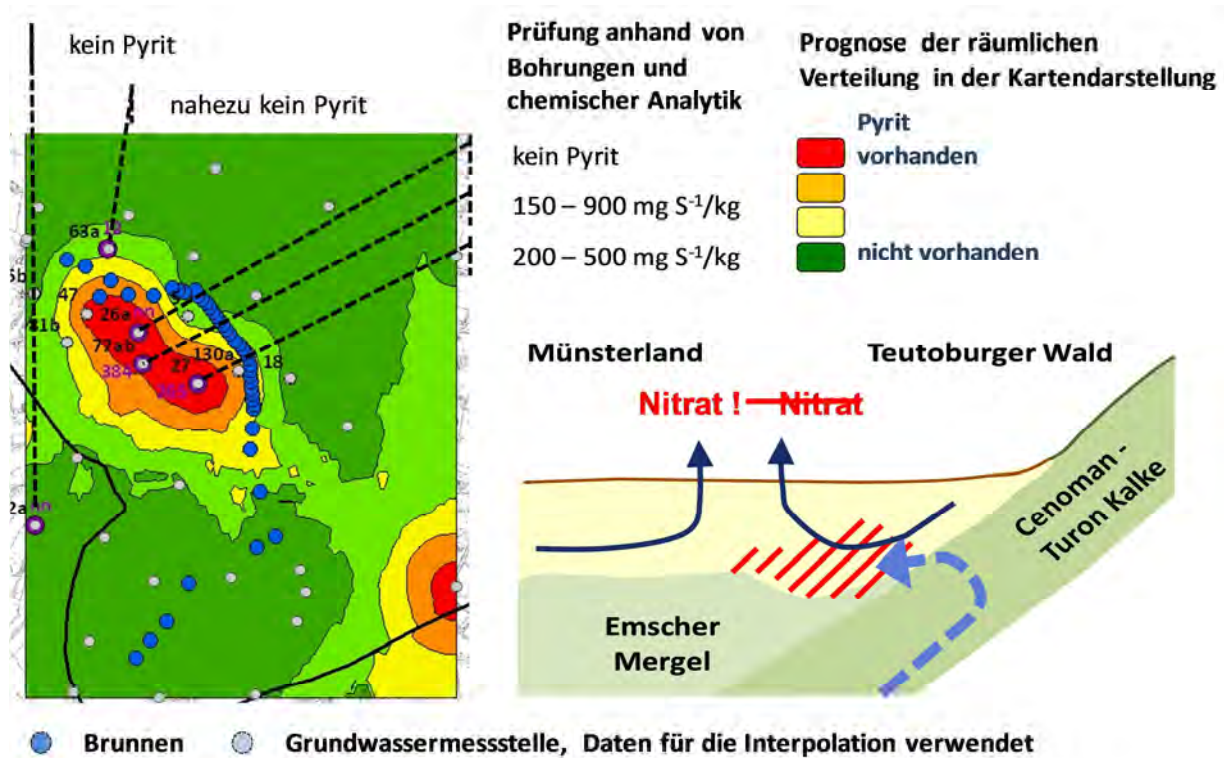 kein Pyrit
nahezu kein Pyrit
Prüfung anhand von
Bohrungen und
chemischer Analytik
kein Pyrit
150 – 900 mg S⁻¹/kg
200 – 500 mg S⁻¹/kg
Prognose der räumlichen
Verteilung in der Kartendarstellung
Pyrit
vorhanden
nicht vorhanden
63a
47
26a
77ab
384
27
130a
18
Münsterland
Teutoburger Wald
Nitrat ! Nitrat
Cenoman -
Turon Kalke
Emscher
Mergel
Brunnen
Grundwassermessstelle, Daten für die Interpolation verwendet